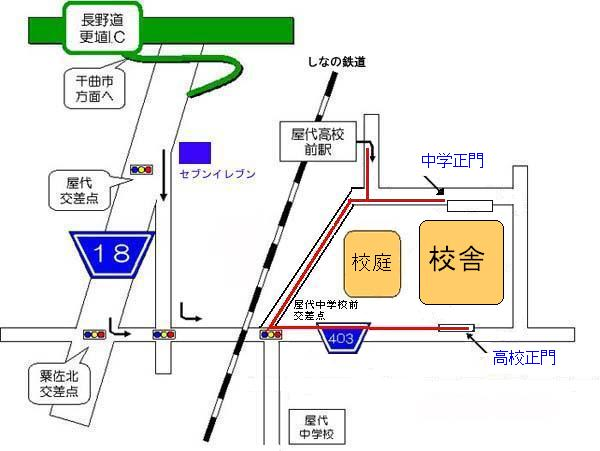 長野道
更埴I.C
千曲市
方面へ
しなの鉄道
屋代高校
前駅
中学正門
セブンイレブン
屋代
交差点
18
校庭
校舎
屋代中学校前
交差点
403
高校正門
粟佐北
交差点
屋代
中学校